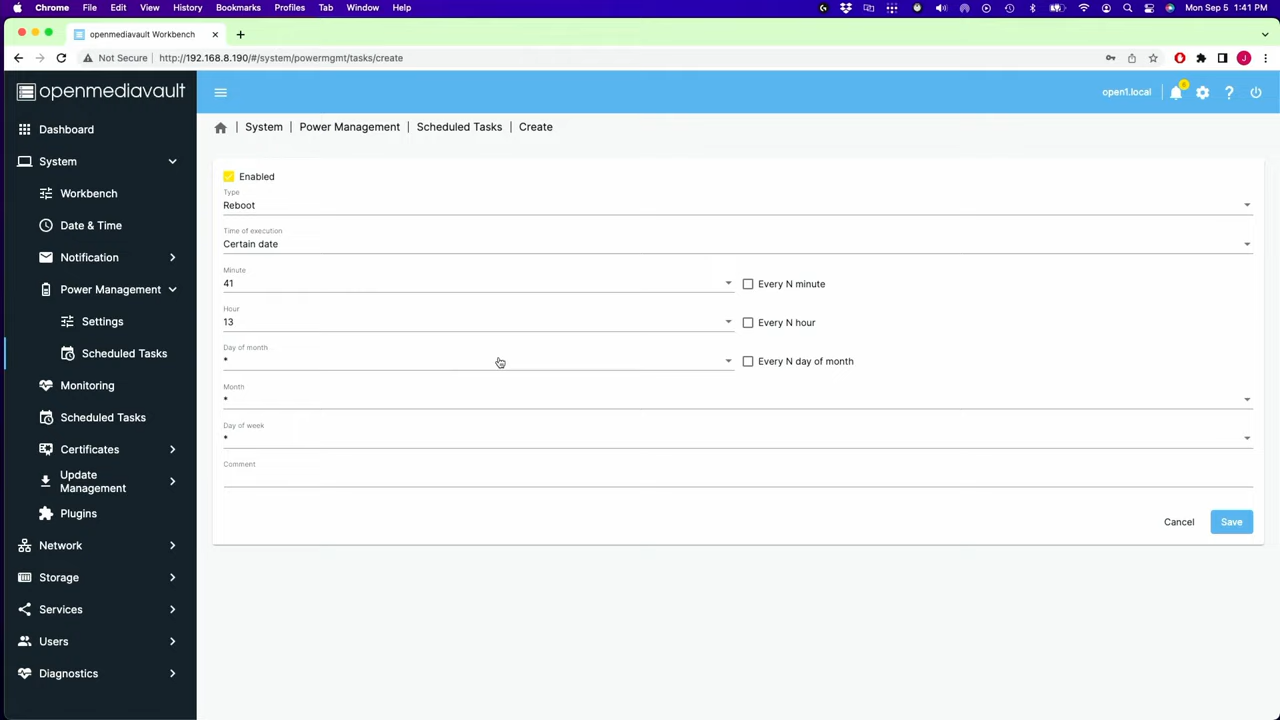 Chrome File Edit View History Bookmarks Profiles Tab Window Help Mon Sep 5 1:41 PM
openmediavault Workbench
Not Secure http://192.168.8.190/#/system/powermgmt/tasks/create J
openmediavault
open1.local
Dashboard
System
Workbench
Date & Time
Notification
Power Management
Settings
Scheduled Tasks
Monitoring
Scheduled Tasks
Certificates
Update
Management
Plugins
Network
Storage
Services
Users
Diagnostics
System | Power Management | Scheduled Tasks | Create
Enabled
Type
Reboot
Time of execution
Certain date
Minute
41
Every N minute
Hour
13
Every N hour
Day of month
*
Every N day of month
Month
*
Day of week
*
Comment
Cancel Save